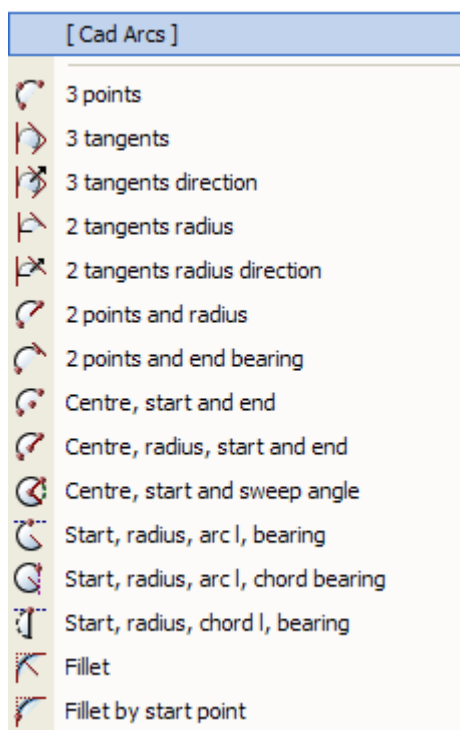 [ Cad Arcs ]
3 points
3 tangents
3 tangents direction
2 tangents radius
2 tangents radius direction
2 points and radius
2 points and end bearing
Centre, start and end
Centre, radius, start and end
Centre, start and sweep angle
Start, radius, arc l, bearing
Start, radius, arc l, chord bearing
Start, radius, chord l, bearing
Fillet
Fillet by start point